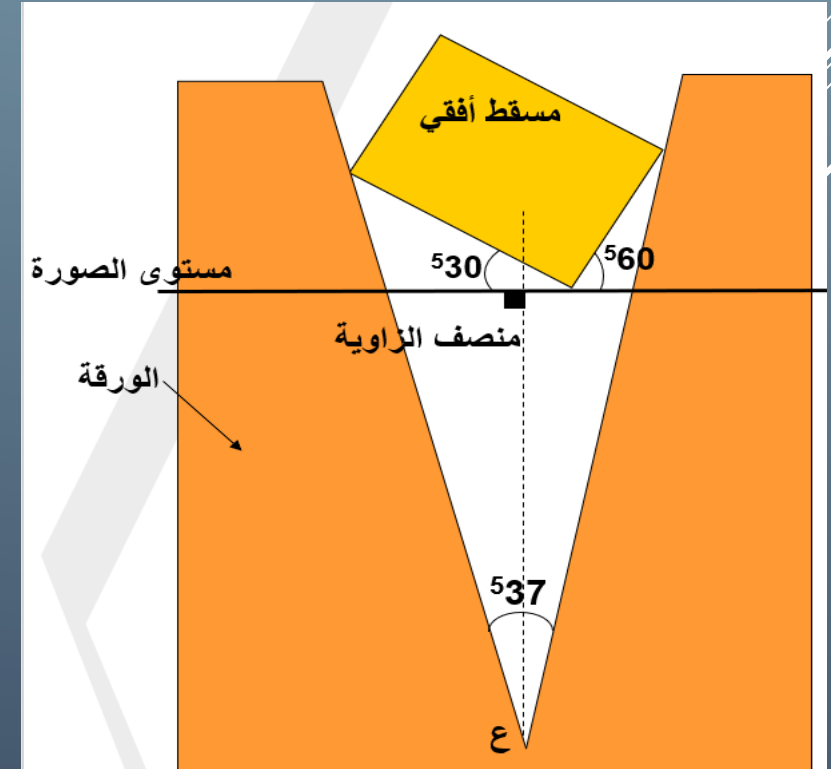 مسقط أفقي
⁵30
⁵60
مستوى الصورة
منصف الزاوية
الورقة
⁵37
ع